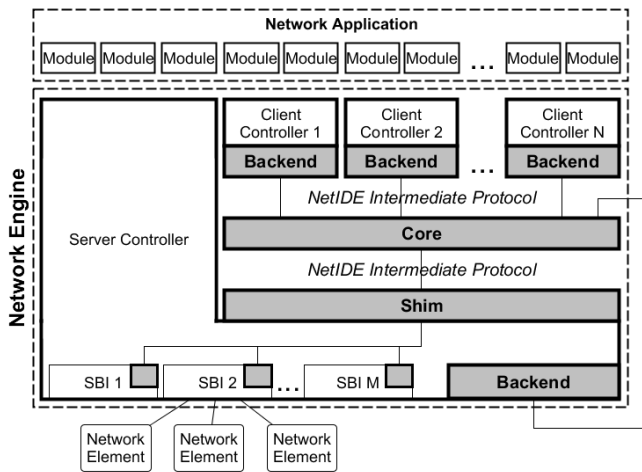 Network Application
Module Module Module Module Module Module Module ... Module Module
Network Engine
Client
Controller 1
Client
Controller 2
Client
Controller N
Backend
Backend
...
Backend
NetIDE Intermediate Protocol
Server Controller
Core
NetIDE Intermediate Protocol
Shim
SBI 1
SBI 2
...
SBI M
Backend
Network
Element
Network
Element
Network
Element